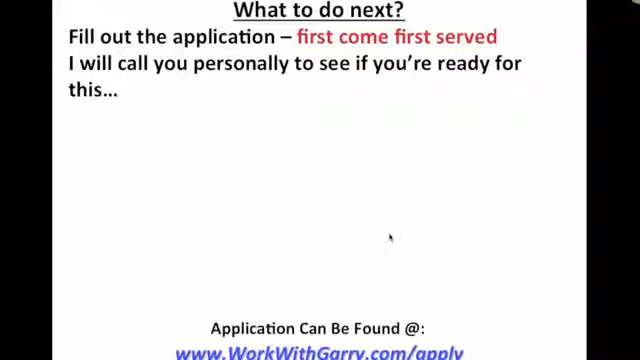 What to do next?
Fill out the application – first come first served
I will call you personally to see if you're ready for
this...
Application Can Be Found @:
www.WorkWithGarry.com/apply